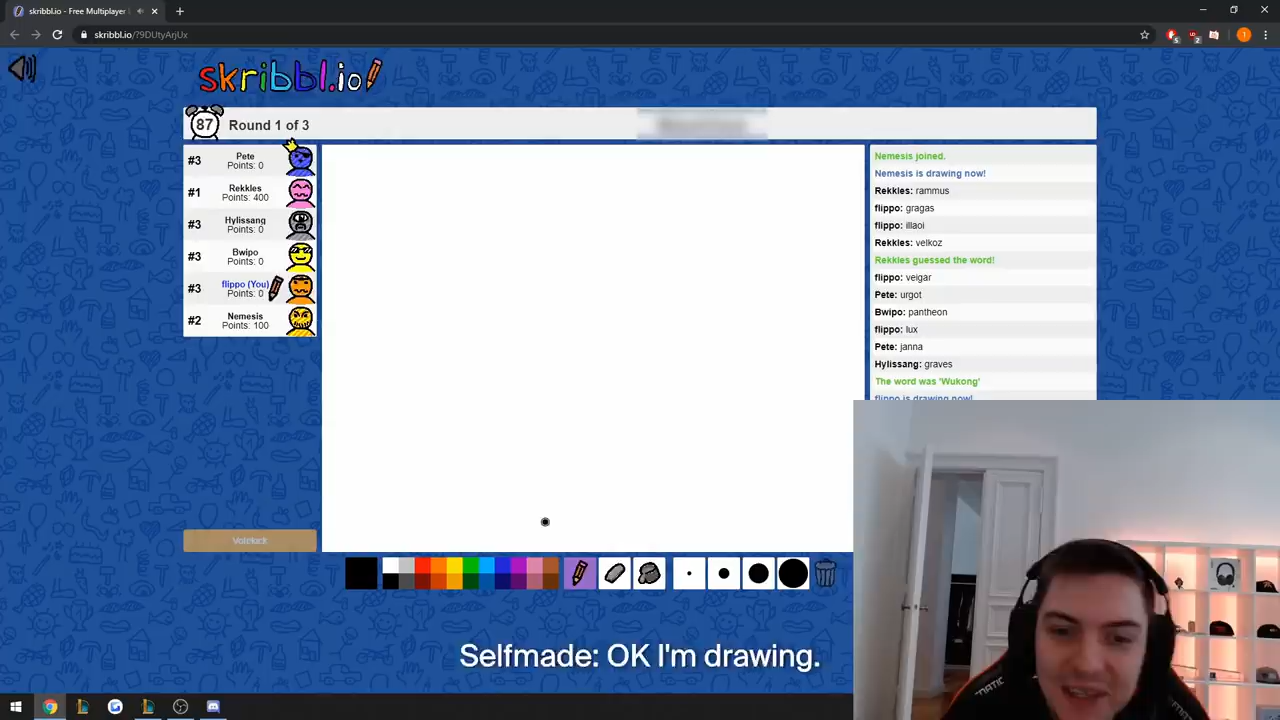 skribbl.io - Free Multiplayer
skribbl.io/?9DUtyArjUx
skribbl.io
87
Round 1 of 3
#3
Pete
Points: 0
#1
Rekkles
Points: 400
#3
Hylissang
Points: 0
#3
Bwipo
Points: 0
#3
flippo (You)
Points: 0
#2
Nemesis
Points: 100
Nemesis joined.
Nemesis is drawing now!
Rekkles: rammus
flippo: gragas
flippo: illaoi
Rekkles: velkoz
Rekkles guessed the word!
flippo: veigar
Pete: urgot
Bwipo: pantheon
flippo: lux
Pete: janna
Hylissang: graves
The word was 'Wukong'
flippo is drawing now!
Votekick
Selfmade: OK I'm drawing.